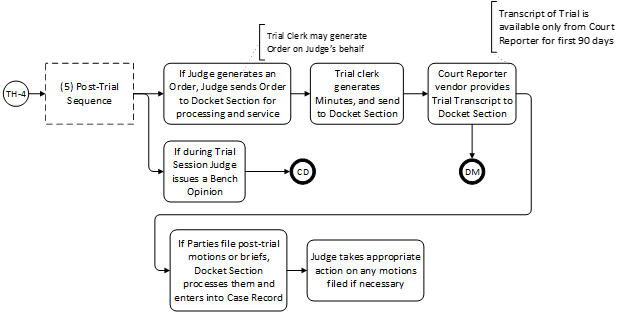 Trial Clerk may generate
Order on Judge's behalf
Transcript of Trial is
available only from Court
Reporter for first 90 days
TH-4
(5) Post-Trial
Sequence
If Judge generates an
Order, Judge sends Order
to Docket Section for
processing and service
Trial clerk
generates
Minutes, and send
to Docket Section
Court Reporter
vendor provides
Trial Transcript to
Docket Section
If during Trial
Session Judge
issues a Bench
Opinion
CD
DM
If Parties file post-trial
motions or briefs,
Docket Section
processes them and
enters into Case Record
Judge takes appropriate
action on any motions
filed if necessary